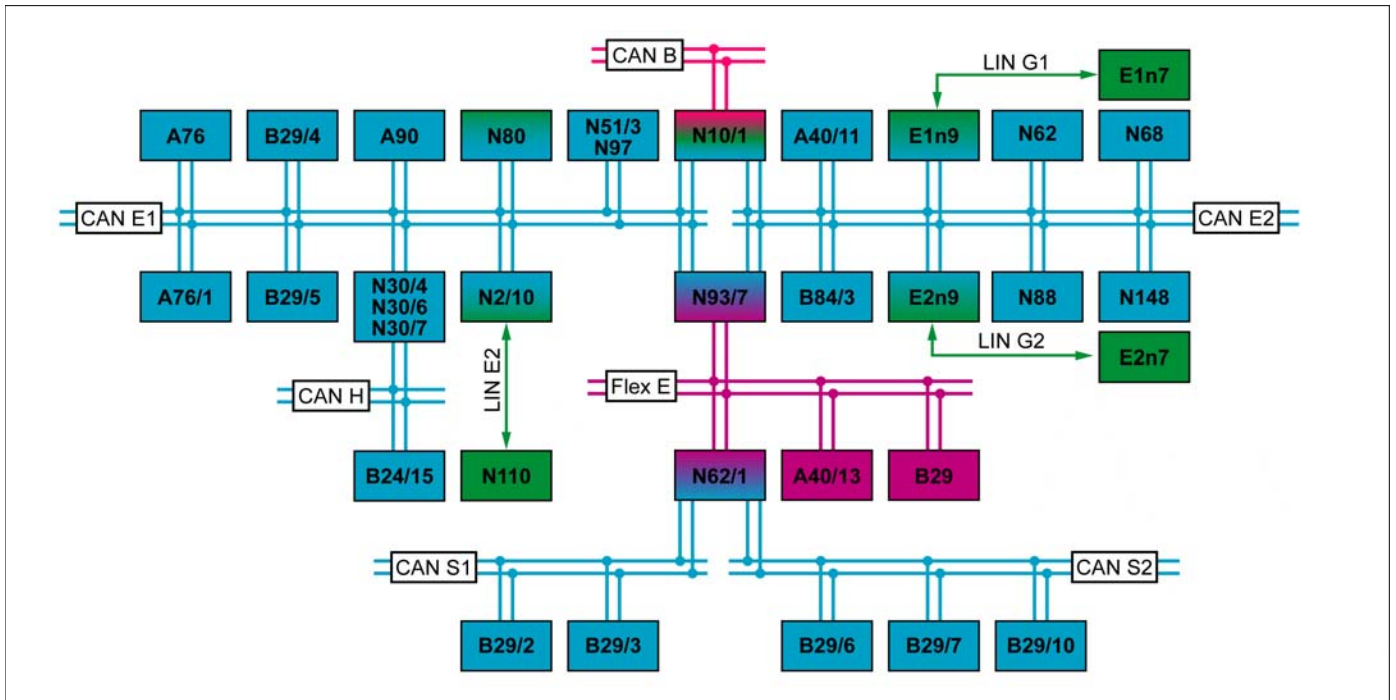 CAN B
LIN G1
E1n7
A76
B29/4
A90
N80
N51/3
N97
N10/1
A40/11
E1n9
N62
N68
CAN E1
CAN E2
A76/1
B29/5
N30/4
N30/6
N30/7
N2/10
N93/7
B84/3
E2n9
N88
N148
LIN G2
E2n7
LIN E2
CAN H
Flex E
B24/15
N110
N62/1
A40/13
B29
CAN S1
CAN S2
B29/2
B29/3
B29/6
B29/7
B29/10